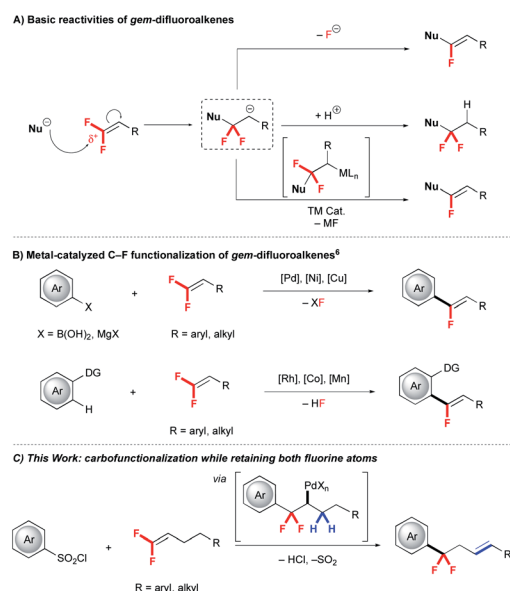 A) Basic reactivities of gem-difluoroalkenes
– F⊖
Nu
R
F
Nu⊖
F
δ+
F
R
Nu
⊖
R
F F
+ H⊕
H
Nu
R
F F
R
F
MLn
Nu
F
TM Cat.
– MF
Nu
R
F
B) Metal-catalyzed C–F functionalization of gem-difluoroalkenes6
Ar
X
+
F
R
F
[Pd], [Ni], [Cu]
– XF
Ar
R
F
X = B(OH)2, MgX
R = aryl, alkyl
DG
Ar
H
+
F
R
F
[Rh], [Co], [Mn]
– HF
DG
Ar
R
F
R = aryl, alkyl
C) This Work: carbofunctionalization while retaining both fluorine atoms
via
Ar
PdXn
R
F F H H
Ar
SO2Cl
+
F
F
R
– HCl, –SO2
Ar
R
F F
R = aryl, alkyl